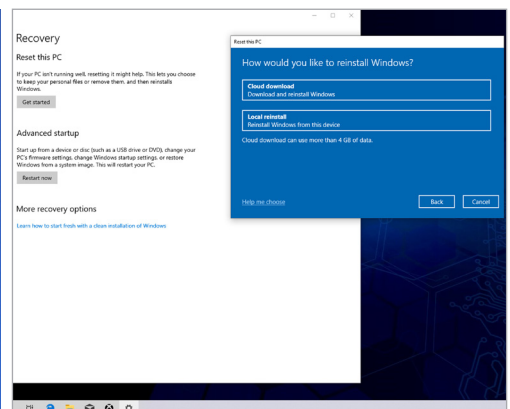 Recovery
Reset this PC
If your PC isn't running well, resetting it might help. This lets you choose
to keep your personal files or remove them, and then reinstalls
Windows.
Get started
Advanced startup
Start up from a device or disc (such as a USB drive or DVD), change your
PC's firmware settings, change Windows startup settings, or restore
Windows from a system image. This will restart your PC.
Restart now
More recovery options
Learn how to start fresh with a clean installation of Windows
Reset this PC
How would you like to reinstall Windows?
Cloud download
Download and reinstall Windows
Local reinstall
Reinstall Windows from this device
Cloud download can use more than 4 GB of data.
Help me choose
Back
Cancel